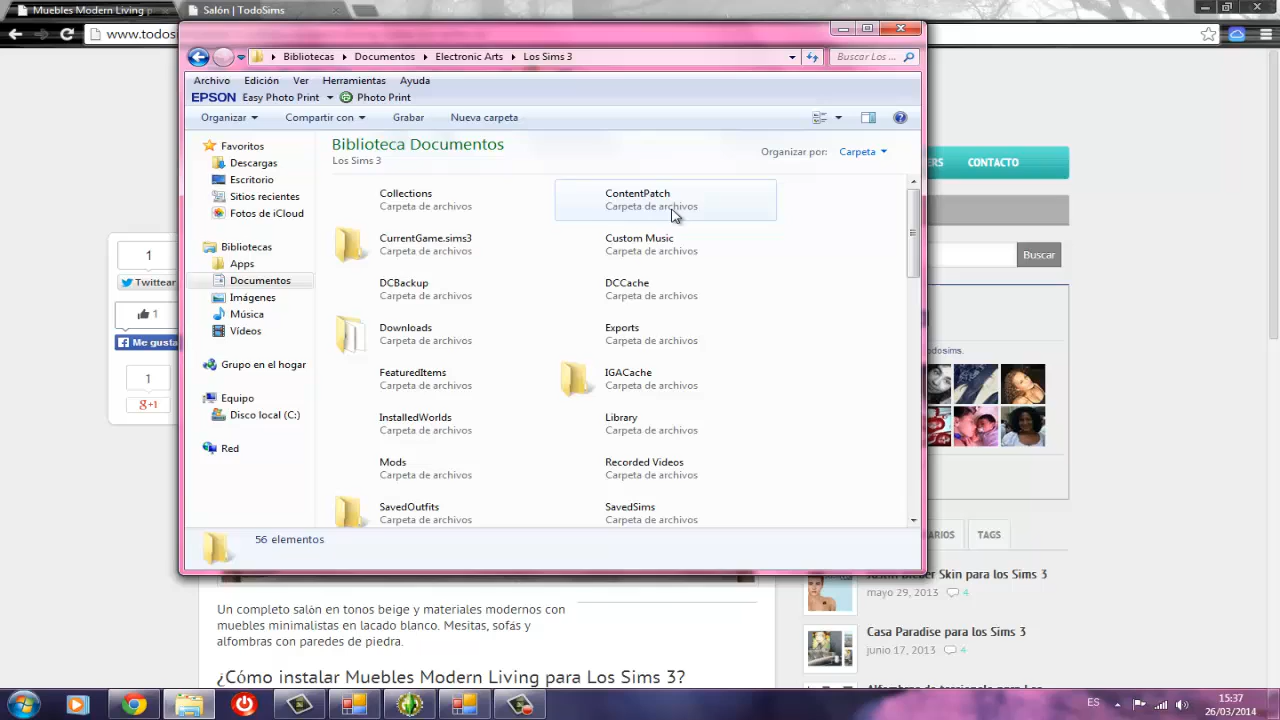 Muebles Modern Living p
Salón | TodoSims
www.todos
Bibliotecas
Documentos
Electronic Arts
Los Sims 3
Buscar Los ...
Archivo
Edición
Ver
Herramientas
Ayuda
EPSON Easy Photo Print
Photo Print
Organizar
Compartir con
Grabar
Nueva carpeta
Favoritos
Descargas
Escritorio
Sitios recientes
Fotos de iCloud
Bibliotecas
Apps
Documentos
Imágenes
Música
Vídeos
Grupo en el hogar
Equipo
Disco local (C:)
Red
Biblioteca Documentos
Los Sims 3
Organizar por:
Carpeta
Collections
Carpeta de archivos
ContentPatch
Carpeta de archivos
CurrentGame.sims3
Carpeta de archivos
Custom Music
Carpeta de archivos
DCBackup
Carpeta de archivos
DCCache
Carpeta de archivos
Downloads
Carpeta de archivos
Exports
Carpeta de archivos
FeaturedItems
Carpeta de archivos
IGACache
Carpeta de archivos
InstalledWorlds
Carpeta de archivos
Library
Carpeta de archivos
Mods
Carpeta de archivos
Recorded Videos
Carpeta de archivos
SavedOutfits
Carpeta de archivos
SavedSims
Carpeta de archivos
56 elementos
1
Twittear
1
Me gusta
1
g+1
ERS
CONTACTO
Buscar
odosims.
ARIOS
TAGS
Justin Bieber Skin para los Sims 3
mayo 29, 2013
4
Casa Paradise para los Sims 3
junio 17, 2013
4
Un completo salón en tonos beige y materiales modernos con
muebles minimalistas en lacado blanco. Mesitas, sofás y
alfombras con paredes de piedra.
¿Cómo instalar Muebles Modern Living para Los Sims 3?
ES
15:37
26/03/2014